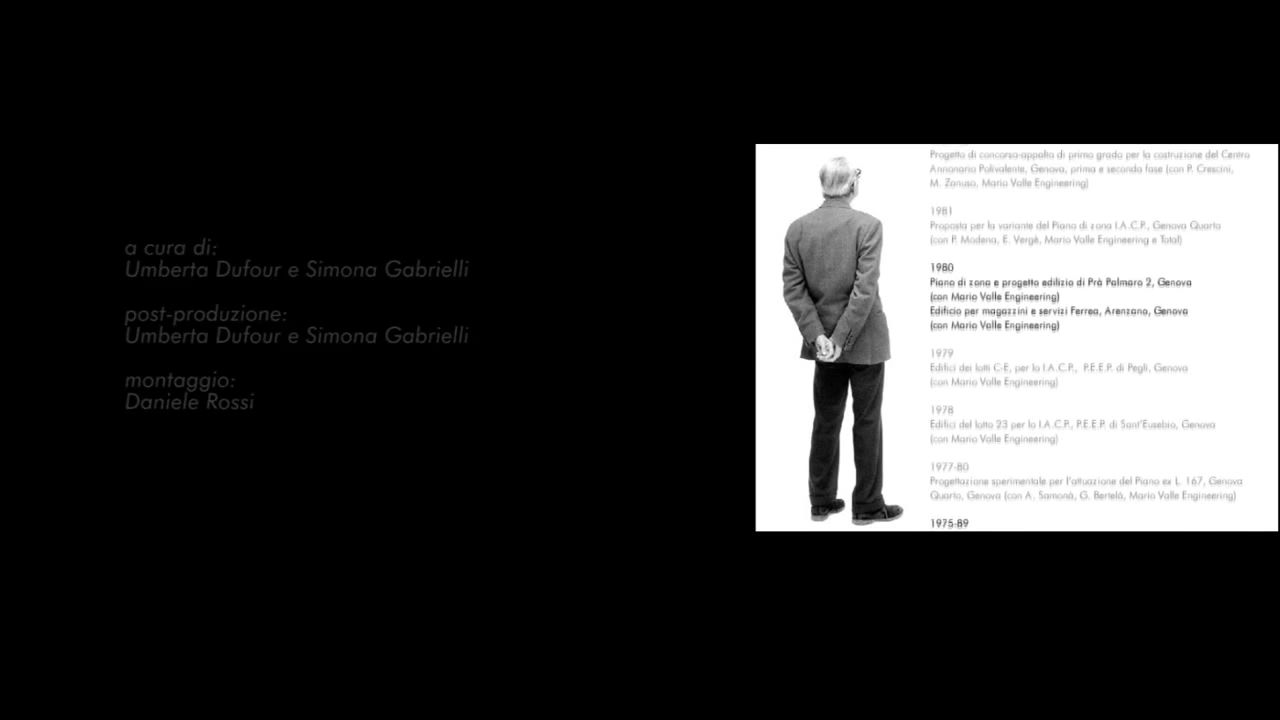 a cura di:
Umberta Dufour e Simona Gabrielli
post-produzione:
Umberta Dufour e Simona Gabrielli
montaggio:
Daniele Rossi
Progetto di concorso-appalto di primo grado per la costruzione del Centro
Annonario Polivalente, Genova, prima e seconda fase (con P. Crescini,
M. Zanuso, Mario Valle Engineering)
1981
Proposta per la variante del Piano di zona I.A.C.P., Genova Quarto
(con P. Modena, E. Vergè, Mario Valle Engineering e Total)
1980
Piano di zona e progetto edilizio di Prà Palmaro 2, Genova
(con Mario Valle Engineering)
Edificio per magazzini e servizi Ferrea, Arenzano, Genova
(con Mario Valle Engineering)
1979
Edifici dei lotti C-E, per lo I.A.C.P., P.E.E.P. di Pegli, Genova
(con Mario Valle Engineering)
1978
Edifici del lotto 23 per lo I.A.C.P., P.E.E.P. di Sant'Eusebio, Genova
(con Mario Valle Engineering)
1977-80
Progettazione sperimentale per l'attuazione del Piano ex L. 167, Genova
Quarto, Genova (con A. Samonà, G. Bertelà, Mario Valle Engineering)
1975-89